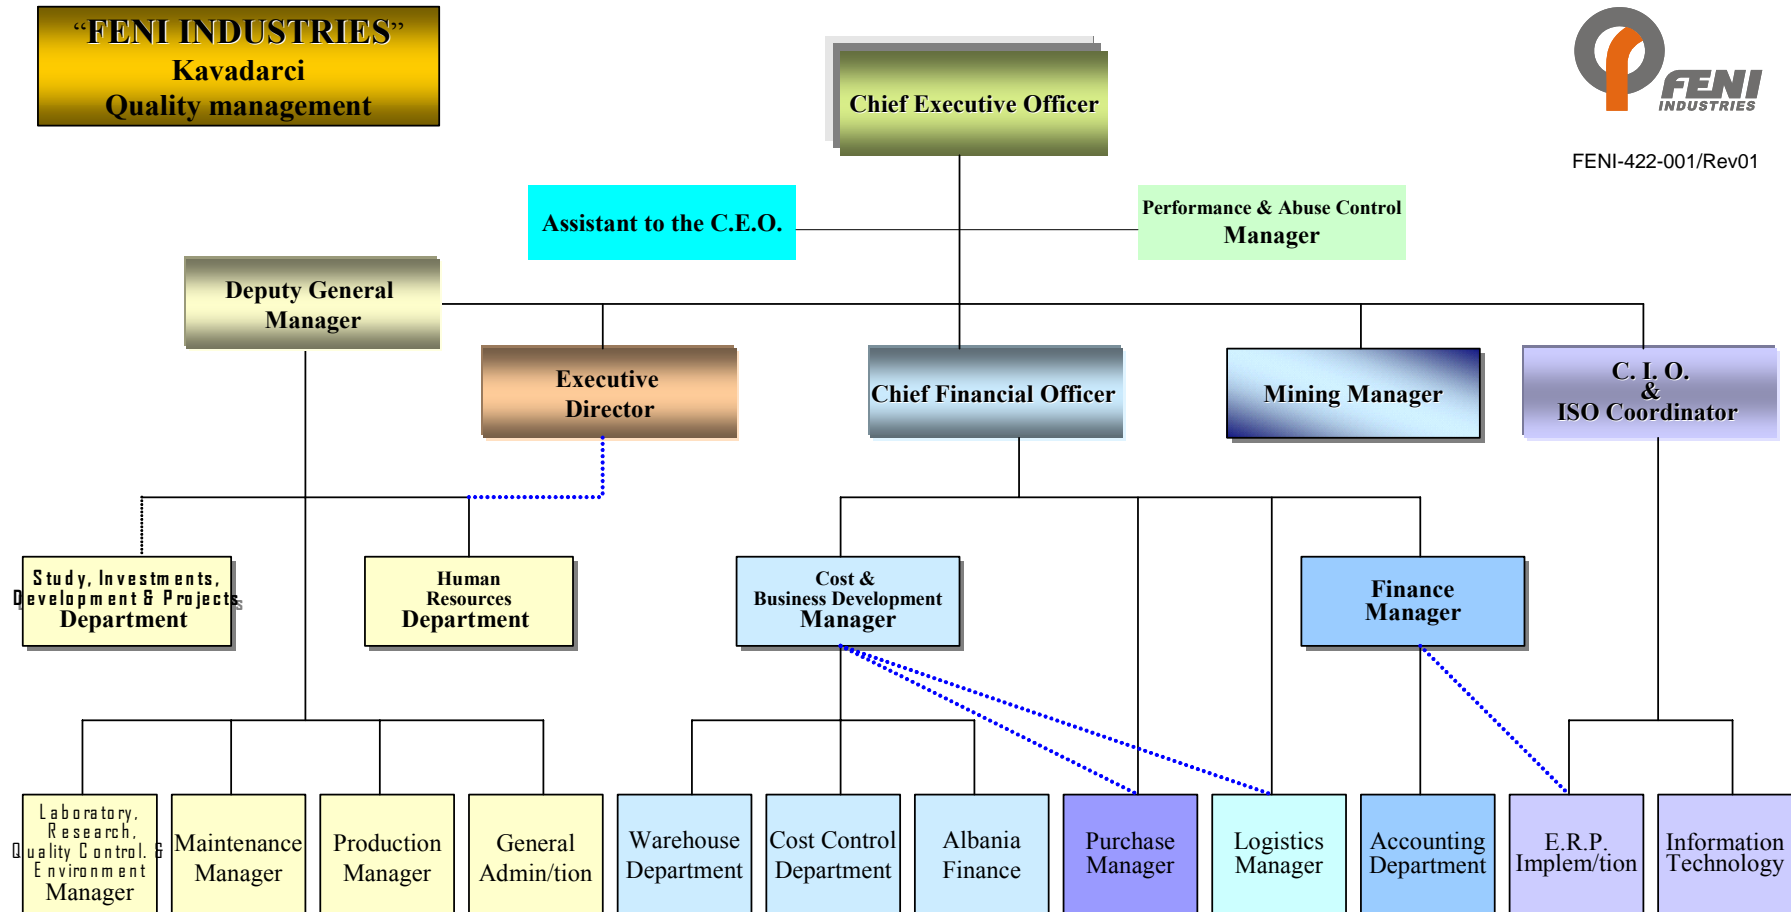 “FENI INDUSTRIES”
Kavadarci
Quality management
Chief Executive Officer
FENI
INDUSTRIES
FENI-422-001/Rev01
Assistant to the C.E.O.
Performance & Abuse Control
Manager
Deputy General
Manager
Executive
Director
Chief Financial Officer
Mining Manager
C. I. O.
&
ISO Coordinator
Study, Investments,
Development & Projects
Department
Human
Resources
Department
Cost &
Business Development
Manager
Finance
Manager
Laboratory,
Research,
Quality Control. &
Environment
Manager
Maintenance
Manager
Production
Manager
General
Admin/tion
Warehouse
Department
Cost Control
Department
Albania
Finance
Purchase
Manager
Logistics
Manager
Accounting
Department
E.R.P.
Implem/tion
Information
Technology